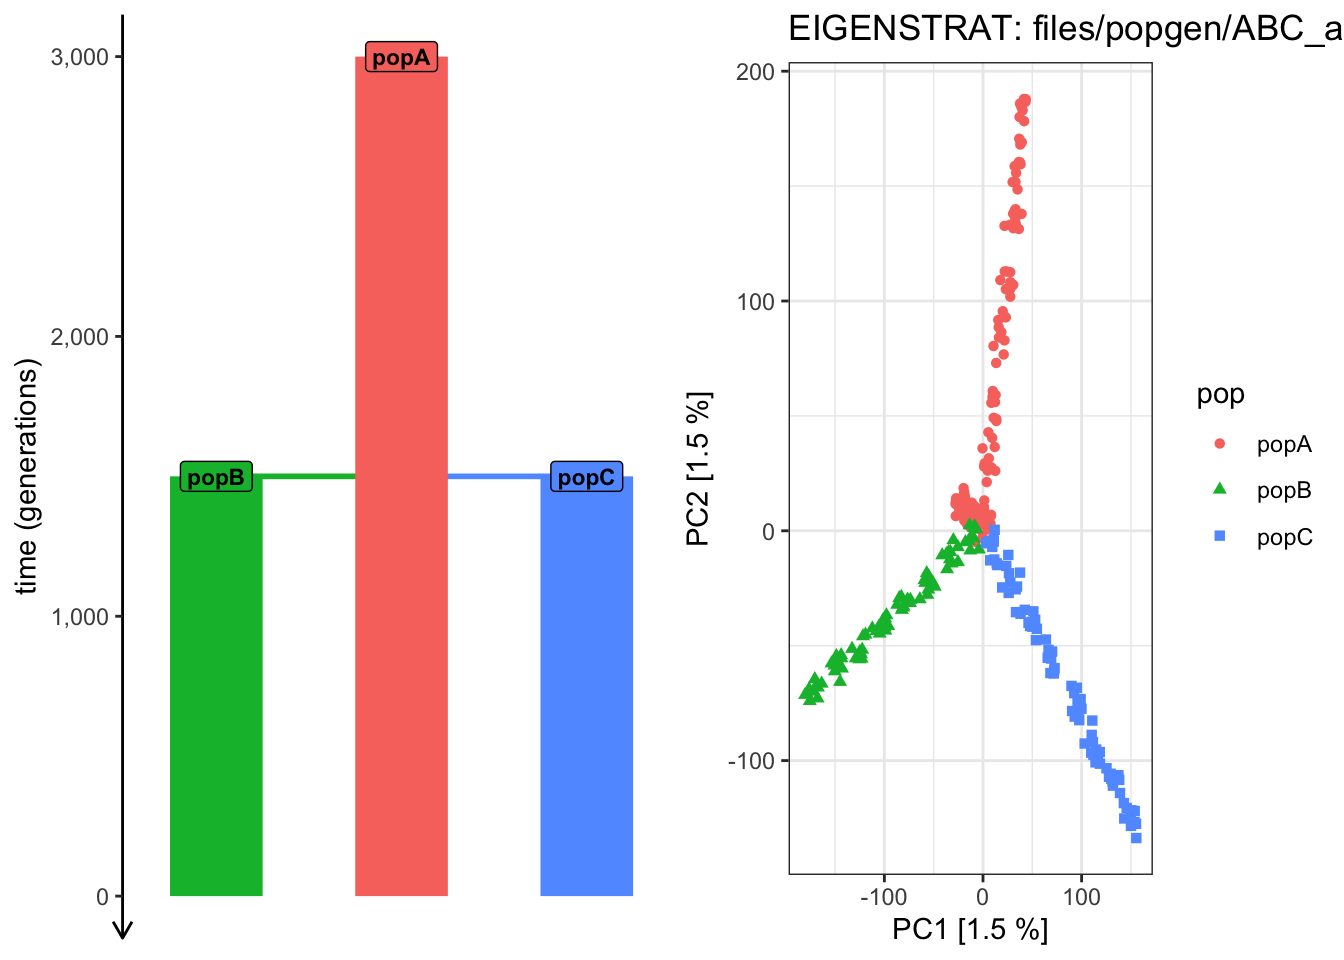 3,000
2,000
1,000
0
time (generations)
popA
popB
popC
EIGENSTRAT: files/popgen/ABC_a
200
100
0
-100
PC2 [1.5 %]
-100
0
100
PC1 [1.5 %]
pop
popA
popB
popC